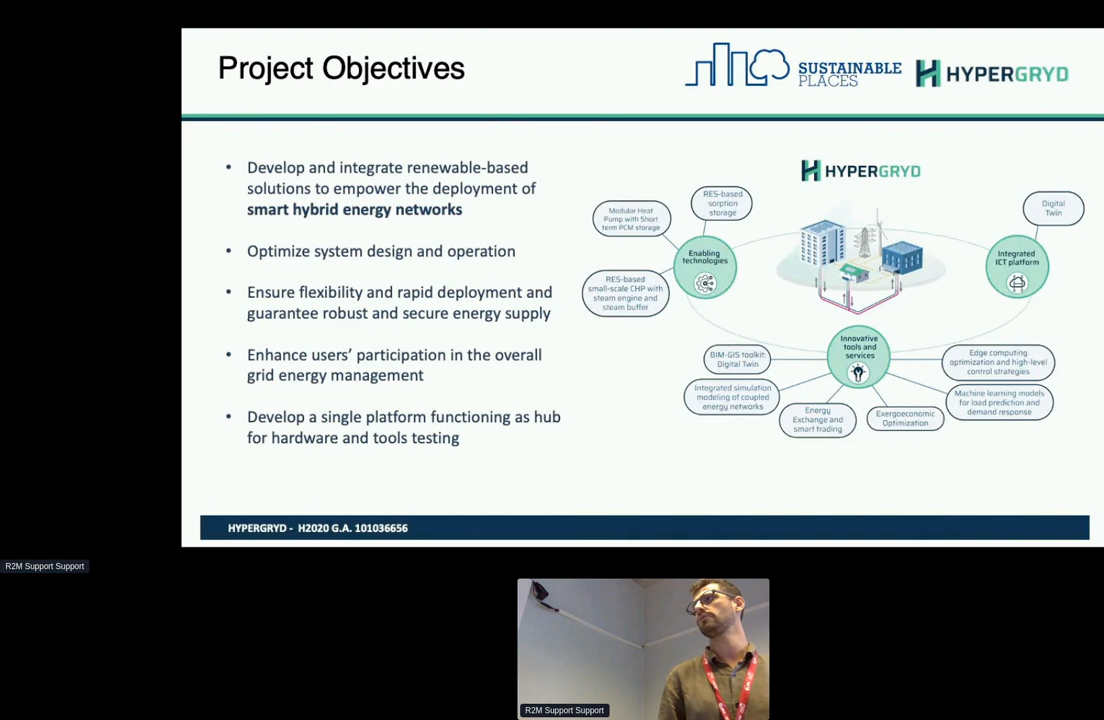 Project Objectives
SUSTAINABLE
PLACES
HYPERGRYD
• Develop and integrate renewable-based
solutions to empower the deployment of
smart hybrid energy networks
• Optimize system design and operation
• Ensure flexibility and rapid deployment and
guarantee robust and secure energy supply
• Enhance users’ participation in the overall
grid energy management
• Develop a single platform functioning as hub
for hardware and tools testing
HYPERGRYD
Modular Heat
Pump with Short
term PCM storage
RES-based
sorption
storage
RES-based
small-scale CHP with
steam engine and
steam buffer
Enabling
technologies
Digital
Twin
Integrated
ICT platform
Innovative
tools and
services
BIM-GIS toolkit:
Digital Twin
Integrated simulation
modeling of coupled
energy networks
Energy
Exchange and
smart trading
Exergoeconomic
Optimization
Edge computing
optimization and high-level
control strategies
Machine learning models
for load prediction and
demand response
HYPERGRYD - H2020 G.A. 101036656
R2M Support Support
R2M Support Support